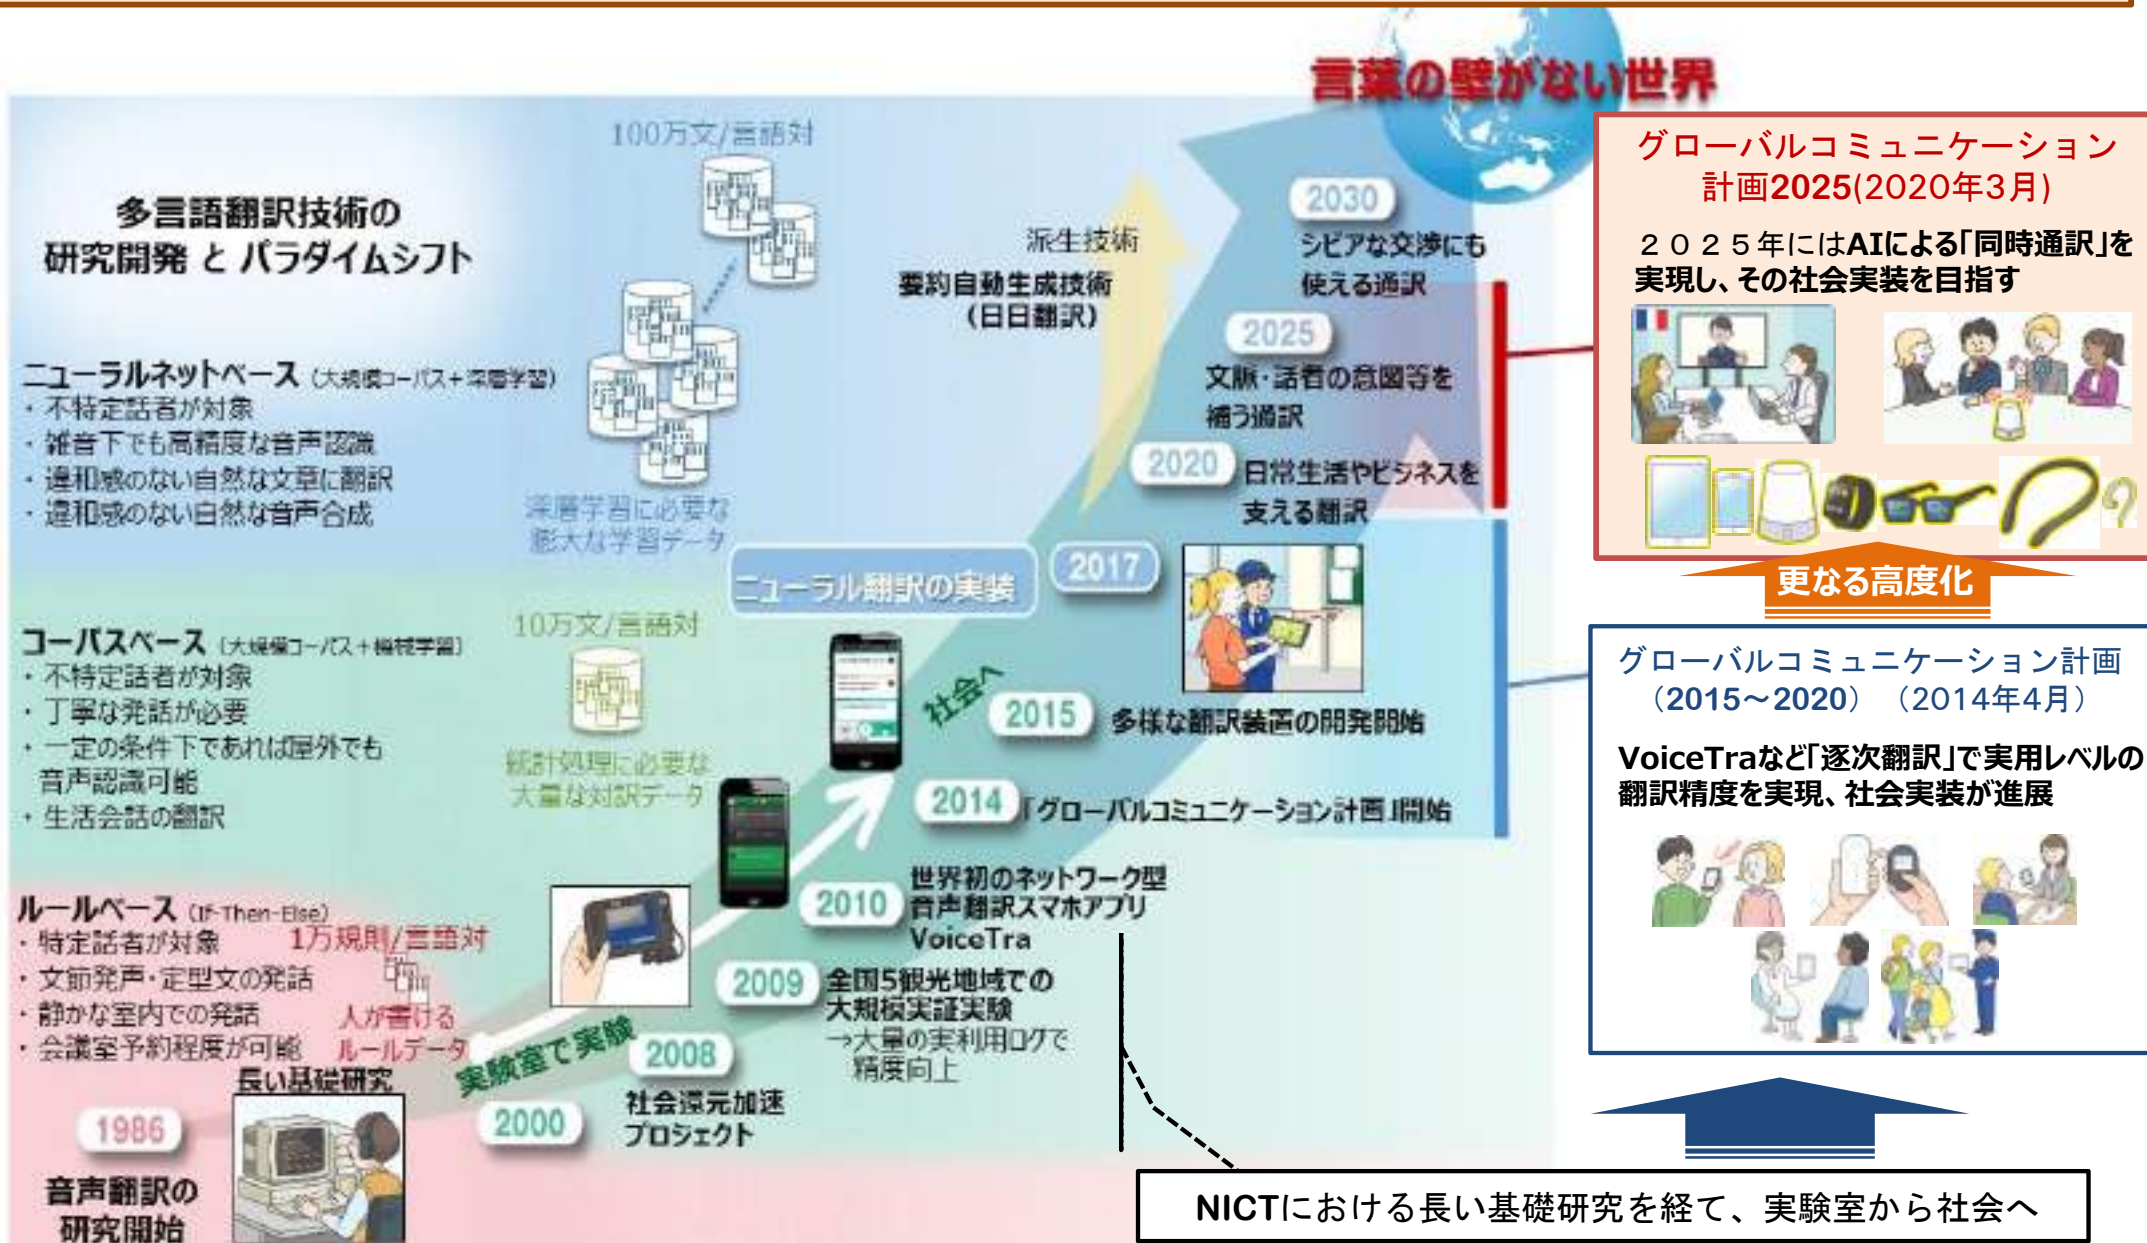 言葉の壁がない世界
多言語翻訳技術の
研究開発 と パラダイムシフト
100万文/言語対
ニューラルネットベース（大規模コーパス＋深層学習）
・不特定話者が対象
・雑音下でも高精度な音声認識
・違和感のない自然な文章に翻訳
・違和感のない自然な音声合成
深層学習に必要な
膨大な学習データ
派生技術
要約自動生成技術
（日日翻訳）
2030
シビアな交渉にも
使える通訳
2025
文脈・話者の意図等を
補う通訳
2020
日常生活やビジネスを
支える翻訳
ニューラル翻訳の実装
2017
コーパスベース（大規模コーパス＋機械学習）
・不特定話者が対象
・丁寧な発話が必要
・一定の条件下であれば屋外でも
音声認識可能
・生活会話の翻訳
10万文/言語対
統計処理に必要な
大量な対訳データ
社会へ
2015
多様な翻訳装置の開発開始
2014
「グローバルコミュニケーション計画」開始
2010
世界初のネットワーク型
音声翻訳スマホアプリ
VoiceTra
2009
全国5観光地域での
大規模実証実験
→大量の実利用ログで
精度向上
ルールベース（If-Then-Else）
・特定話者が対象
・文節発声・定型文の発話
・静かな室内での発話
・会議室予約程度が可能
1万規則/言語対
人が書ける
ルールデータ
実験室で実験
2008
社会還元加速
プロジェクト
2000
長い基礎研究
1986
音声翻訳の
研究開始
グローバルコミュニケーション
計画2025(2020年3月)
２０２５年にはAIによる「同時通訳」を
実現し、その社会実装を目指す
更なる高度化
グローバルコミュニケーション計画
（2015～2020）（2014年4月）
VoiceTraなど「逐次翻訳」で実用レベルの
翻訳精度を実現、社会実装が進展
NICTにおける長い基礎研究を経て、実験室から社会へ